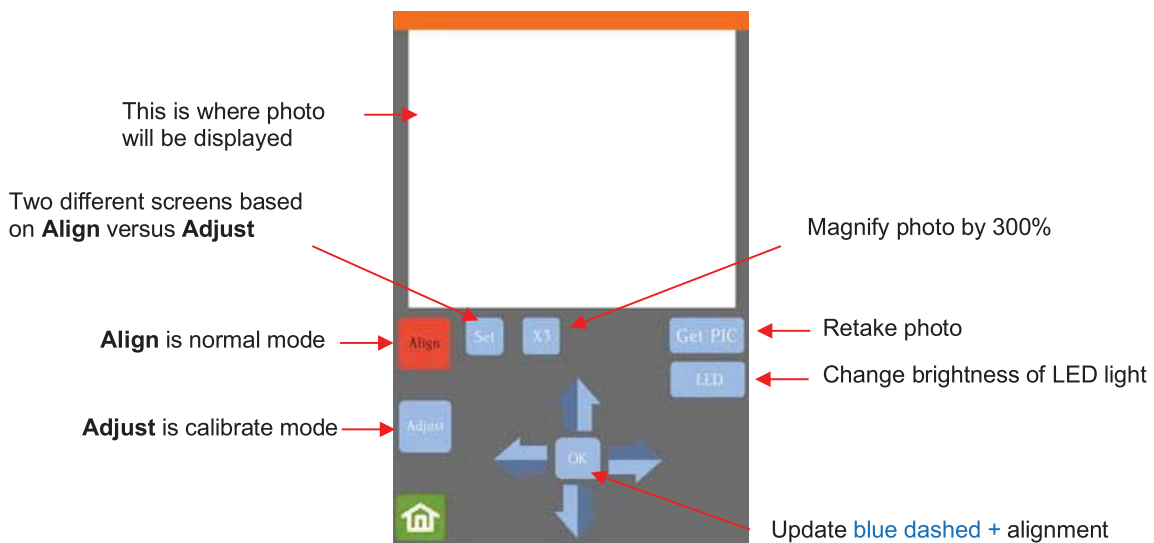 This is where photo
will be displayed
Two different screens based
on Align versus Adjust
Magnify photo by 300%
Align is normal mode
Align
Set
X3
Get PIC
Retake photo
LED
Change brightness of LED light
Adjust is calibrate mode
Adjust
OK
Update blue dashed + alignment